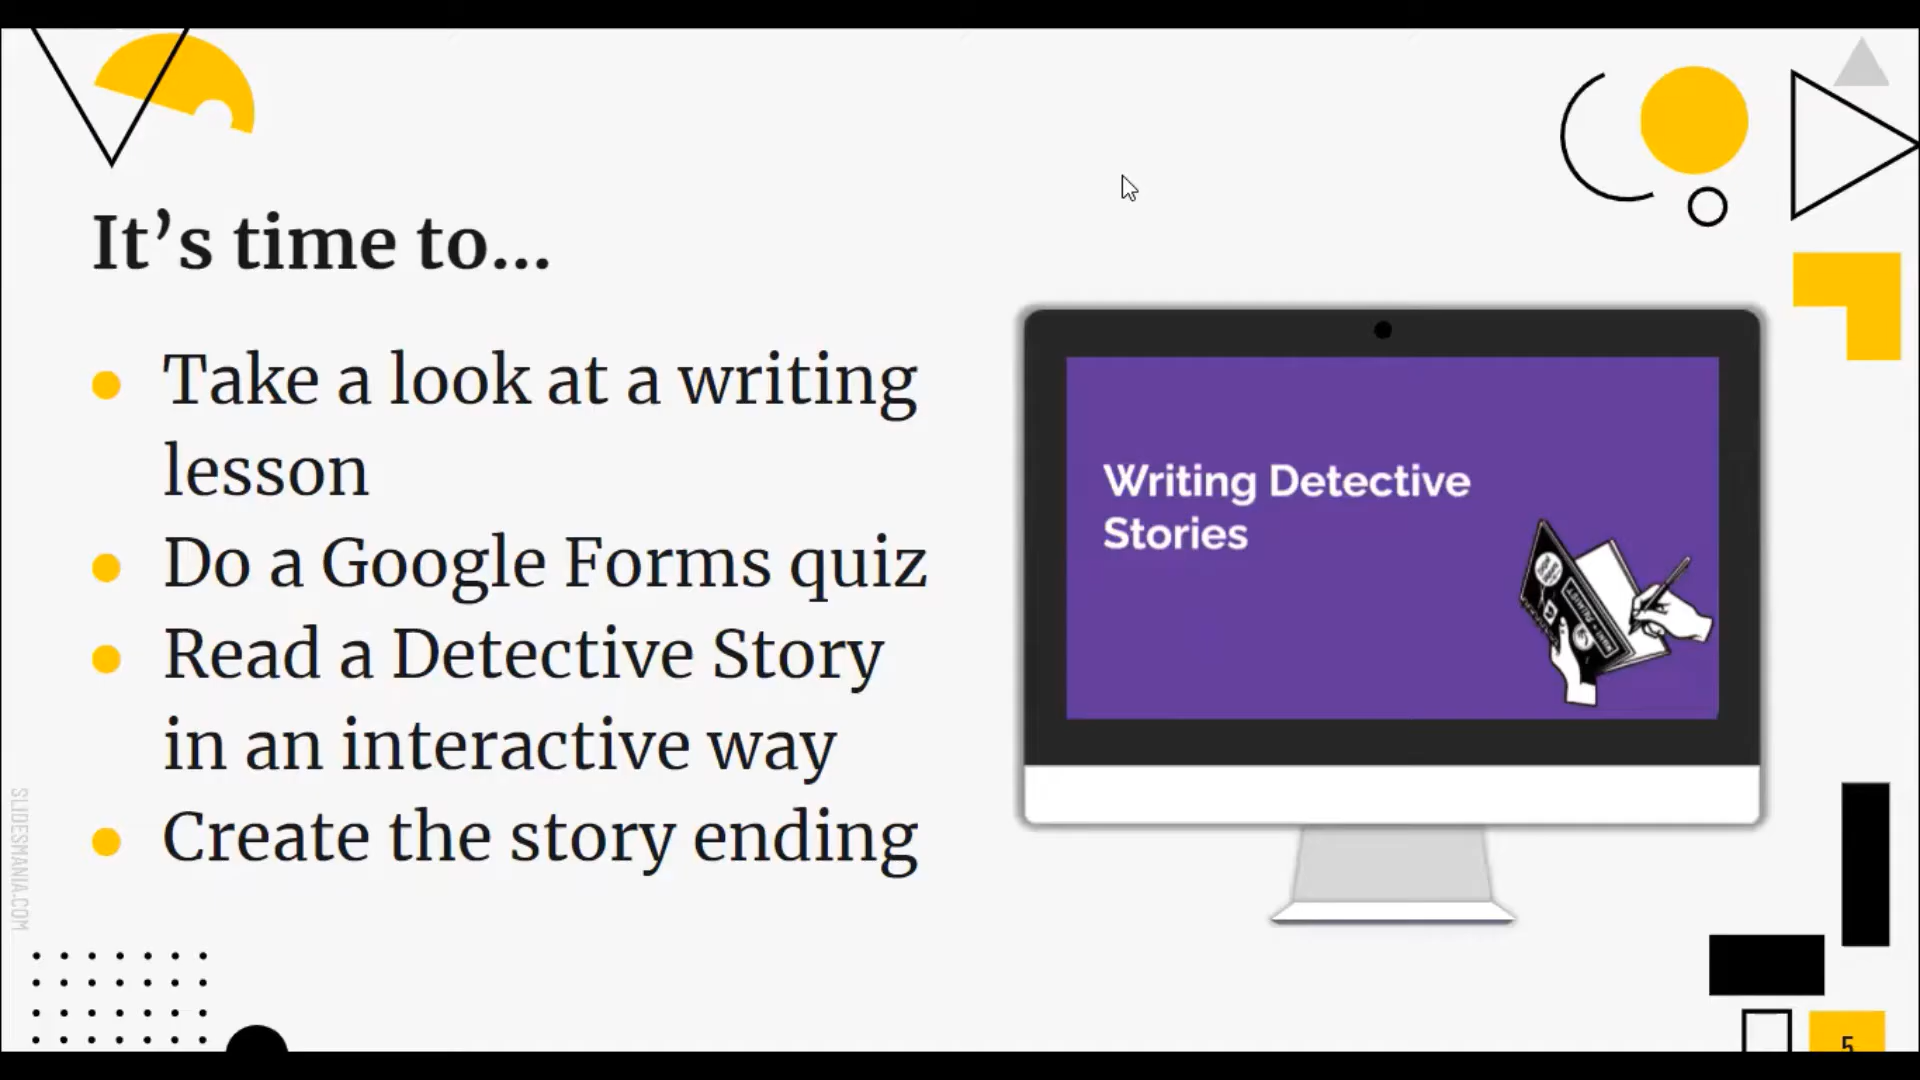 It’s time to...
Take a look at a writing
lesson
Do a Google Forms quiz
Read a Detective Story
in an interactive way
Create the story ending
Writing Detective
Stories
SLIDESMANIA.COM
5